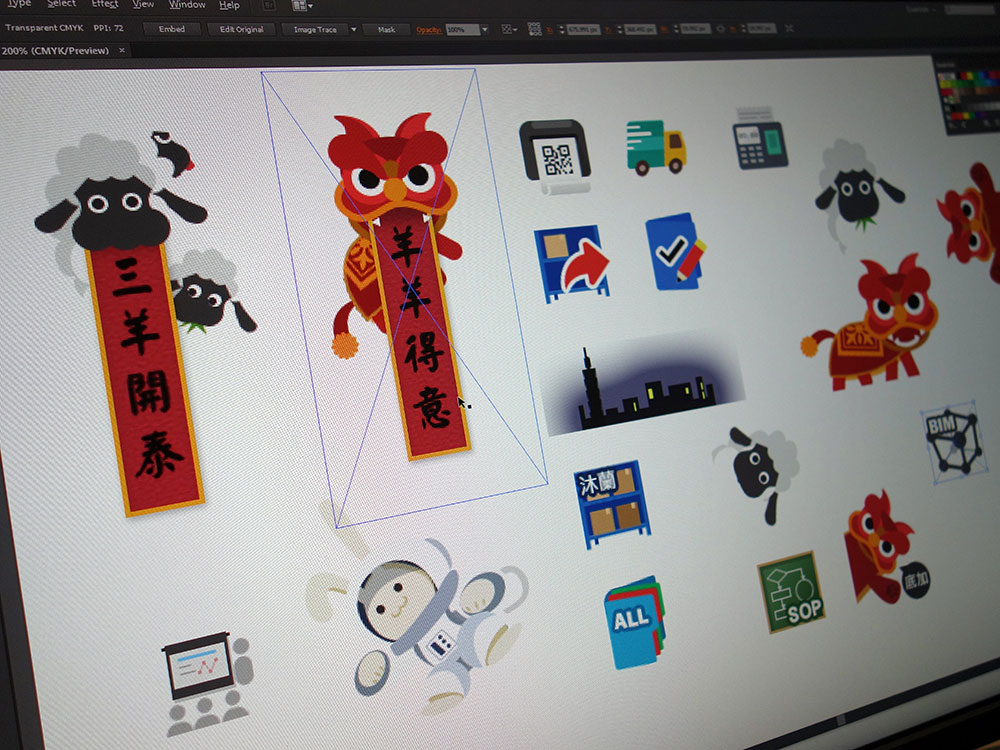 Type Select Effect View Window Help
Transparent CMYK PPI: 72 Embed Edit Original Image Trace Mask Opacity: 100%
200% (CMYK/Preview) ×
三羊開泰
羊羊得意
沐蘭
BIM
底加
SOP
ALL